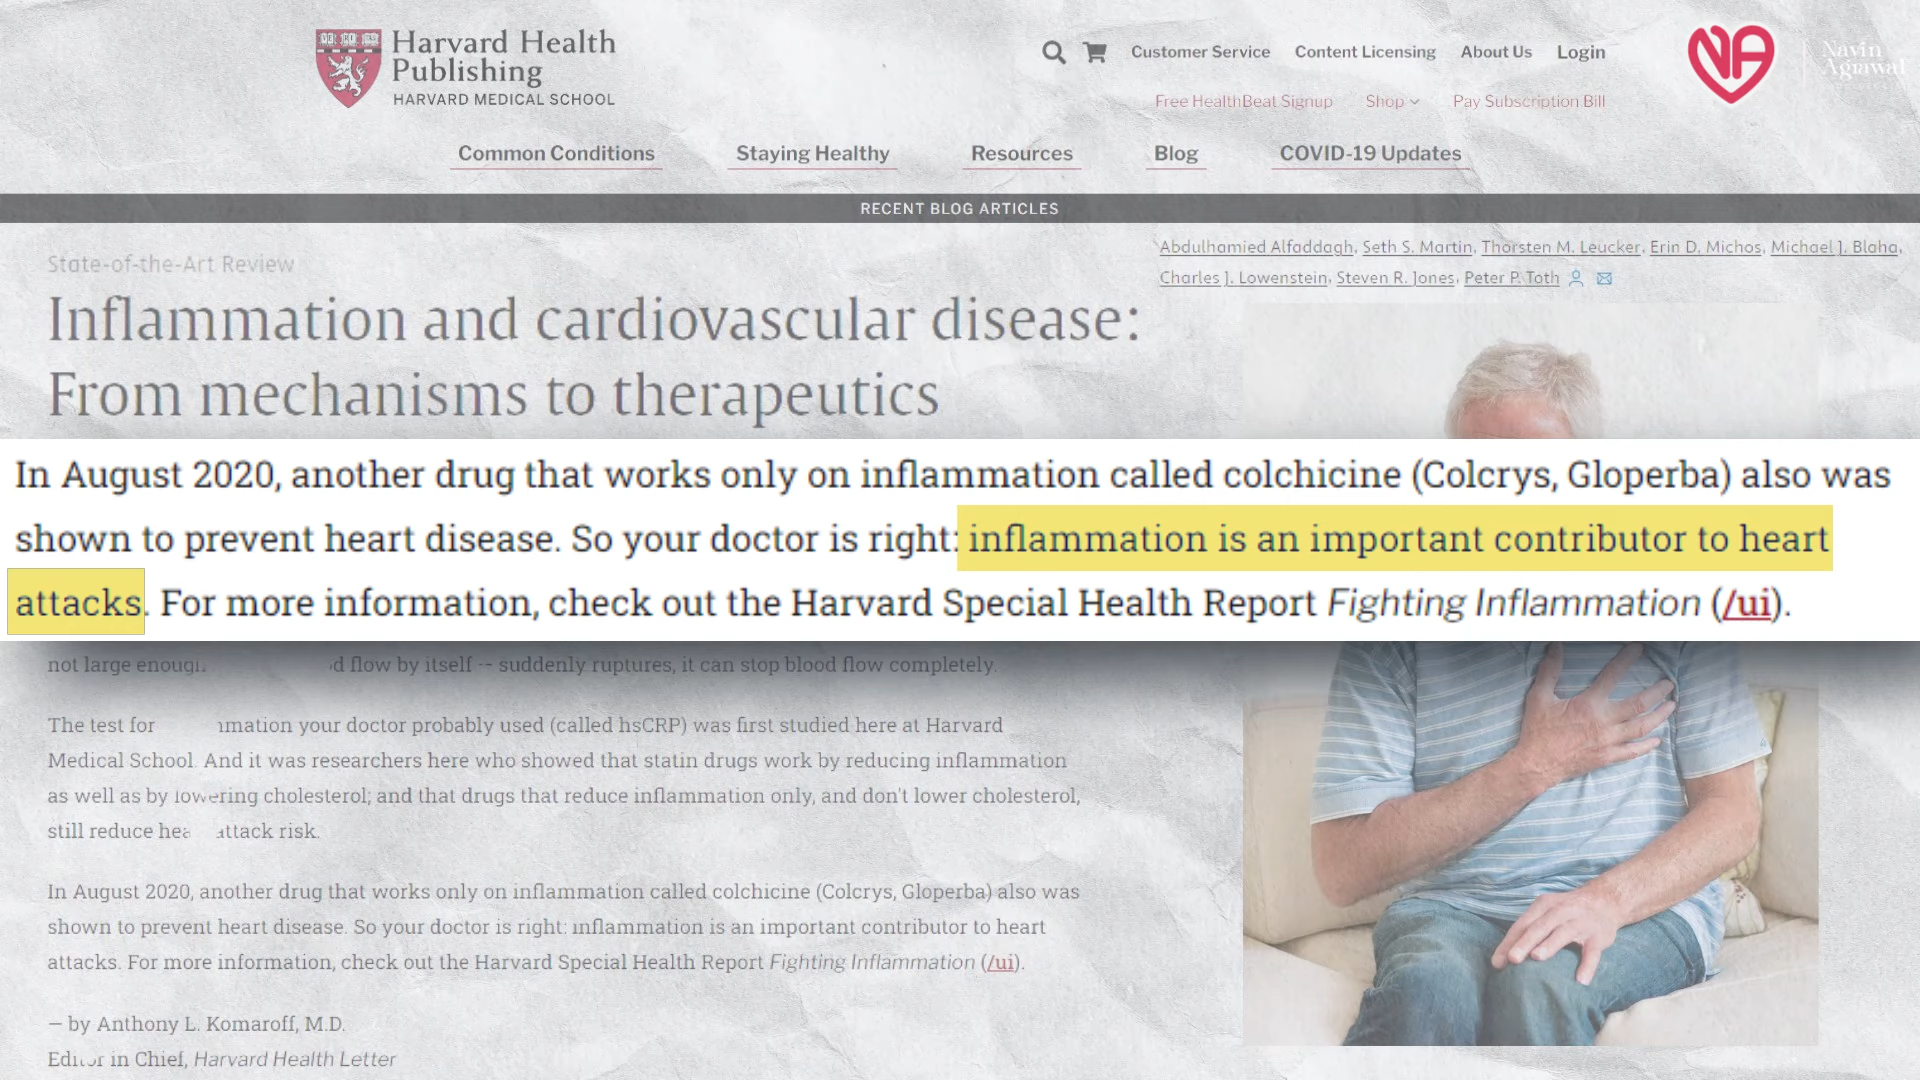 Harvard Health
Publishing
HARVARD MEDICAL SCHOOL
Customer Service Content Licensing About Us Login
Free HealthBeat Signup Shop Pay Subscription Bill
NA
Navin
Agrawal
Common Conditions Staying Healthy Resources Blog COVID-19 Updates
RECENT BLOG ARTICLES
State-of-the-Art Review
Abdulhamied Alfaddagh, Seth S. Martin, Thorsten M. Leucker, Erin D. Michos, Michael J. Blaha,
Charles J. Lowenstein, Steven R. Jones, Peter P. Toth
Inflammation and cardiovascular disease:
From mechanisms to therapeutics
In August 2020, another drug that works only on inflammation called colchicine (Colcrys, Gloperba) also was
shown to prevent heart disease. So your doctor is right: inflammation is an important contributor to heart
attacks. For more information, check out the Harvard Special Health Report Fighting Inflammation (/ui).
not large flow by itself -- suddenly ruptures, it can stop blood flow completely.
The test for your doctor probably used (called hsCRP) was first studied here at Harvard
Medical School. And it was researchers here who showed that statin drugs work by reducing inflammation
as well as by lowering cholesterol; and that drugs that reduce inflammation only, and don't lower cholesterol,
still reduce attack risk.
In August 2020, another drug that works only on inflammation called colchicine (Colcrys, Gloperba) also was
shown to prevent heart disease. So your doctor is right: inflammation is an important contributor to heart
attacks. For more information, check out the Harvard Special Health Report Fighting Inflammation (/ui).
— by Anthony L. Komaroff, M.D.
Editor in Chief, Harvard Health Letter